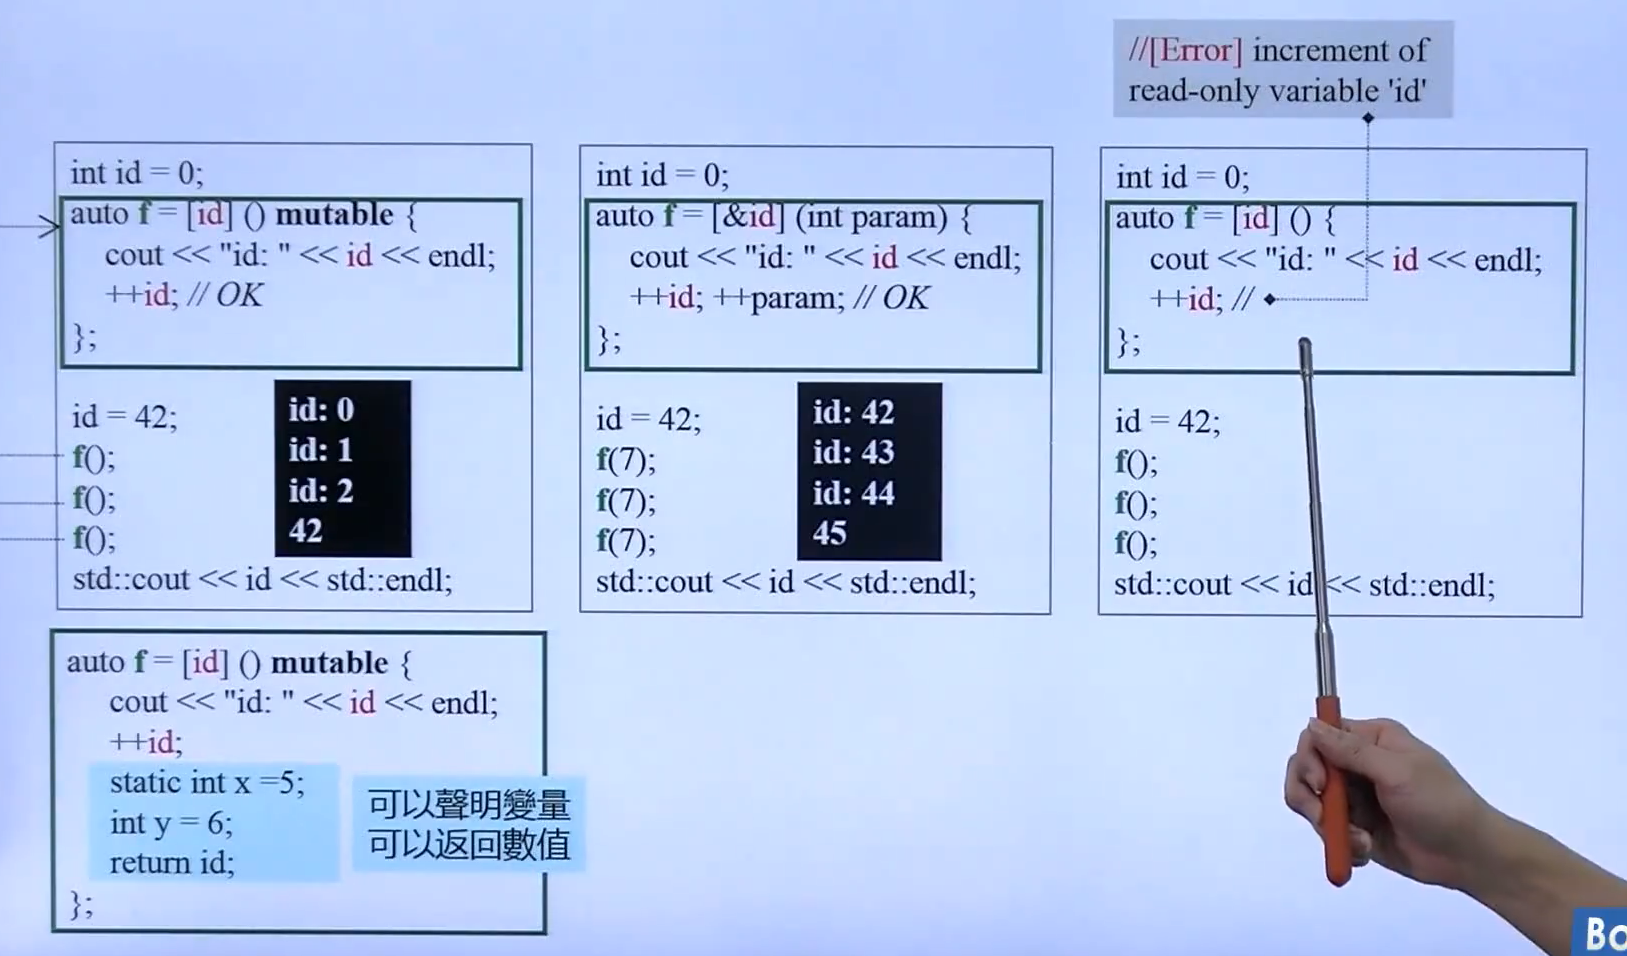 //[Error] increment of
read-only variable 'id'
int id = 0;
auto f = [id] () mutable {
cout << "id: " << id << endl;
++id; // OK
};
id = 42;
f();
f();
f();
std::cout << id << std::endl;
id: 0
id: 1
id: 2
42
int id = 0;
auto f = [&id] (int param) {
cout << "id: " << id << endl;
++id; ++param; // OK
};
id = 42;
f(7);
f(7);
f(7);
std::cout << id << std::endl;
id: 42
id: 43
id: 44
45
int id = 0;
auto f = [id] () {
cout << "id: " << id << endl;
++id; //
};
id = 42;
f();
f();
f();
std::cout << id << std::endl;
auto f = [id] () mutable {
cout << "id: " << id << endl;
++id;
static int x =5;
int y = 6;
return id;
};
可以聲明變量
可以返回數值
Bo